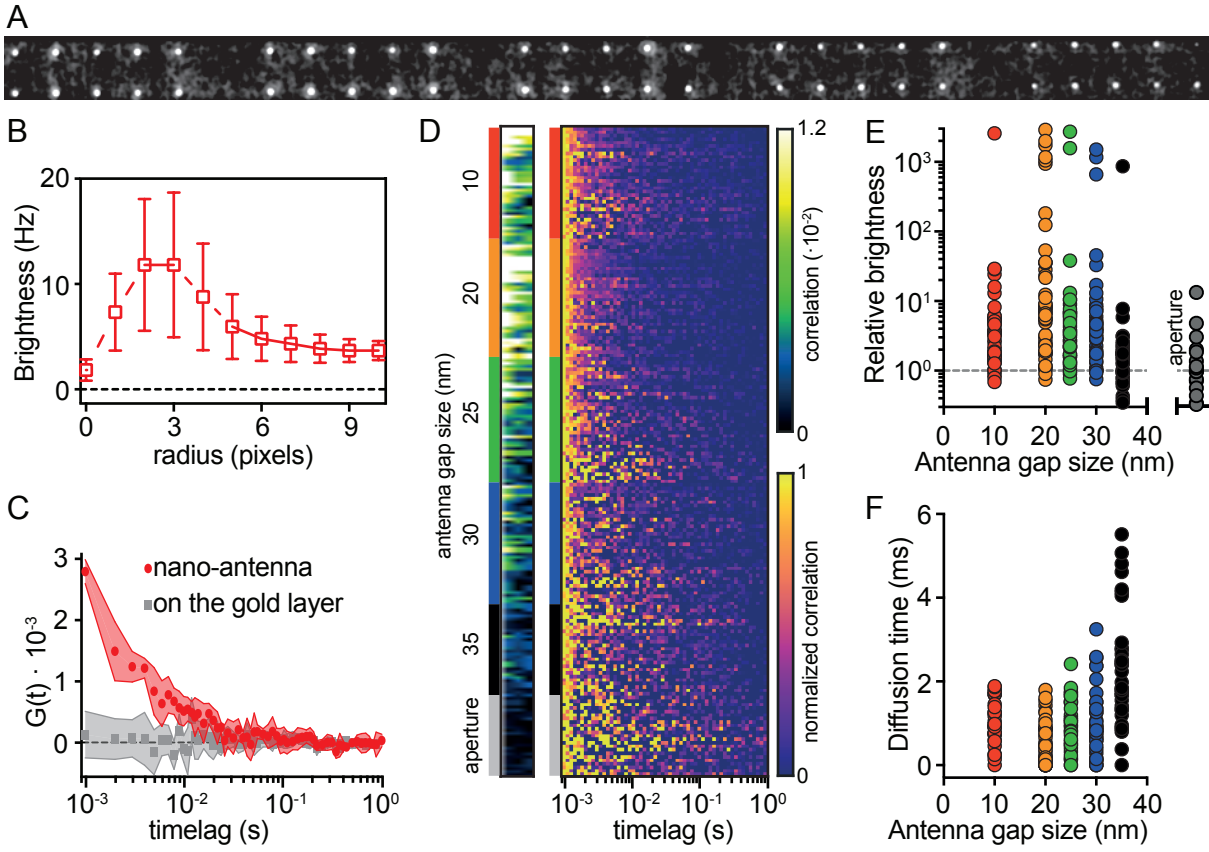 A
B
20
10
0
Brightness (Hz)
0
3
6
9
radius (pixels)
C
3
2
1
0
G(t) · 10⁻³
nano-antenna
on the gold layer
10⁻³
10⁻²
10⁻¹
10⁰
timelag (s)
D
antenna gap size (nm)
10
20
25
30
35
aperture
10⁻³
10⁻²
10⁻¹
10⁰
timelag (s)
1.2
0
correlation (·10⁻²)
1
0
normalized correlation
E
10³
10²
10¹
10⁰
Relative brightness
aperture
10
20
30
40
Antenna gap size (nm)
F
6
4
2
0
Diffusion time (ms)
0
10
20
30
40
Antenna gap size (nm)